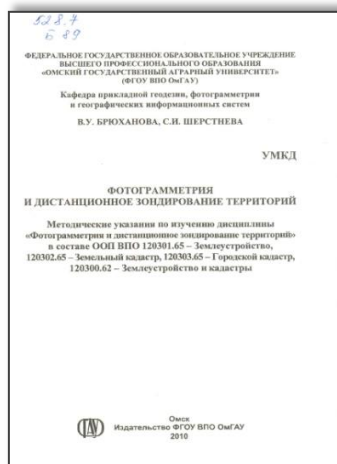 528.7
Б 89
ФЕДЕРАЛЬНОЕ ГОСУДАРСТВЕННОЕ ОБРАЗОВАТЕЛЬНОЕ УЧРЕЖДЕНИЕ
ВЫСШЕГО ПРОФЕССИОНАЛЬНОГО ОБРАЗОВАНИЯ
«ОМСКИЙ ГОСУДАРСТВЕННЫЙ АГРАРНЫЙ УНИВЕРСИТЕТ»
(ФГОУ ВПО ОмГАУ)
Кафедра прикладной геодезии, фотограмметрии
и географических информационных систем
В.У. БРЮХАНОВА, С.И. ШЕРСТНЕВА
УМКД
ФОТОГРАММЕТРИЯ
И ДИСТАНЦИОННОЕ ЗОНДИРОВАНИЕ ТЕРРИТОРИЙ
Методические указания по изучению дисциплины
«Фотограмметрия и дистанционное зондирование территорий»
в составе ООП ВПО 120301.65 – Землеустройство,
120302.65 – Земельный кадастр, 120303.65 – Городской кадастр,
120300.62 – Землеустройство и кадастры
ГАУ
Омск
Издательство ФГОУ ВПО ОмГАУ
2010